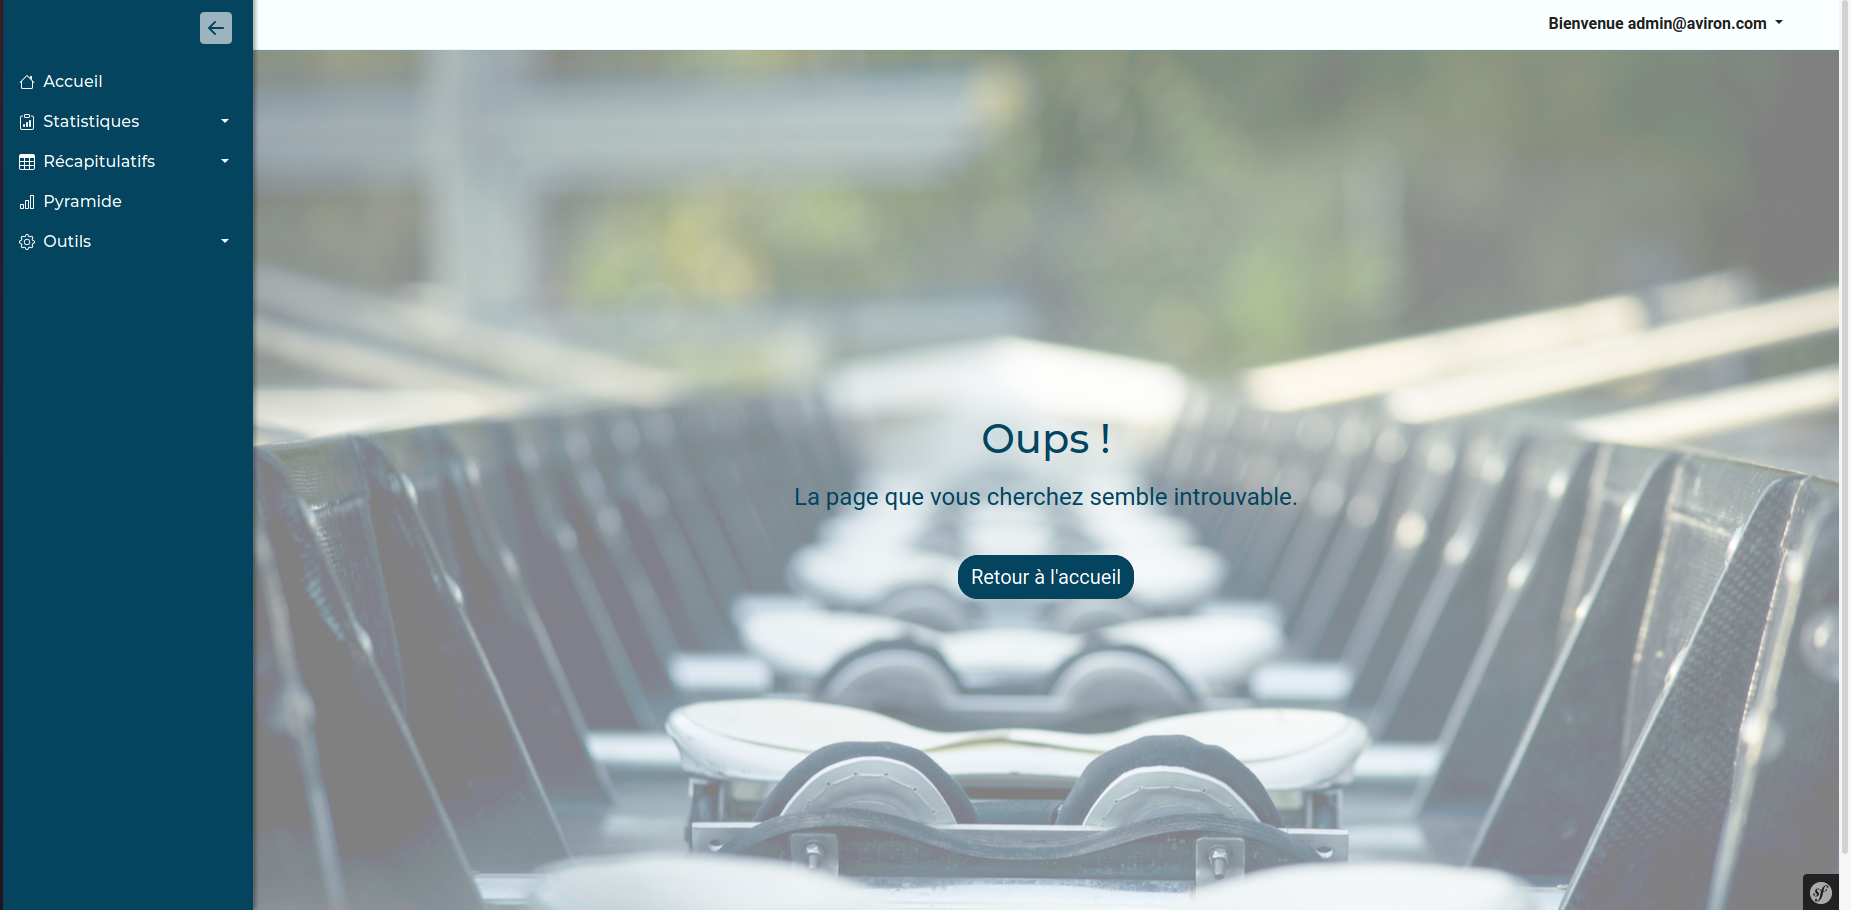 Bienvenue admin@aviron.com
Accueil
Statistiques
Récapitulatifs
Pyramide
Outils
Oups !
La page que vous cherchez semble introuvable.
Retour à l'accueil
sf